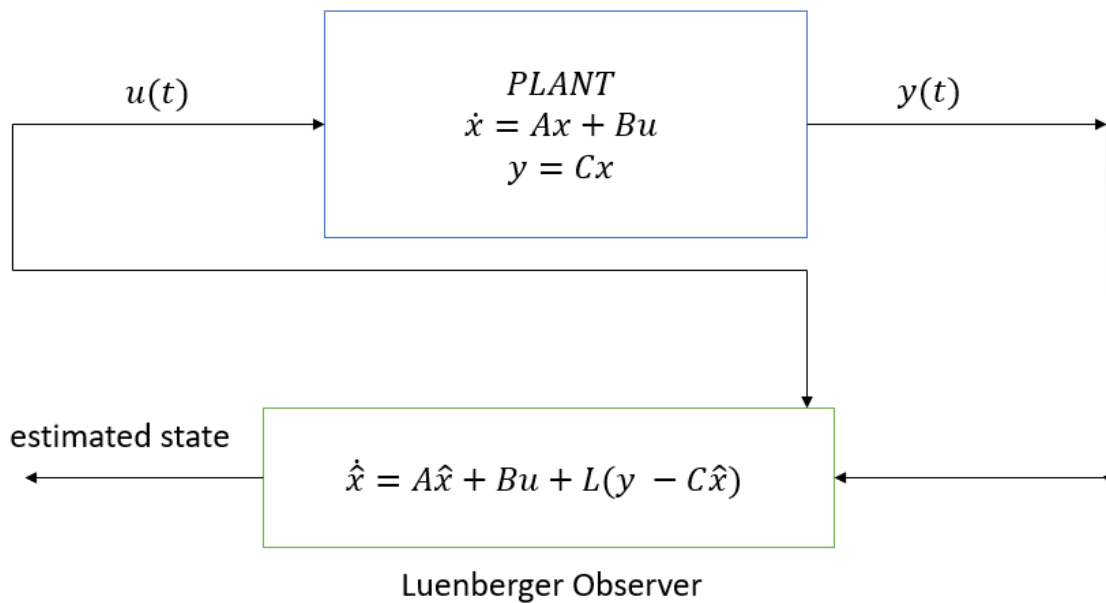 u(t)
PLANT
ẋ = Ax + Bu
y = Cx
y(t)
estimated state
x̂̇ = Ax̂ + Bu + L(y − Cx̂)
Luenberger Observer